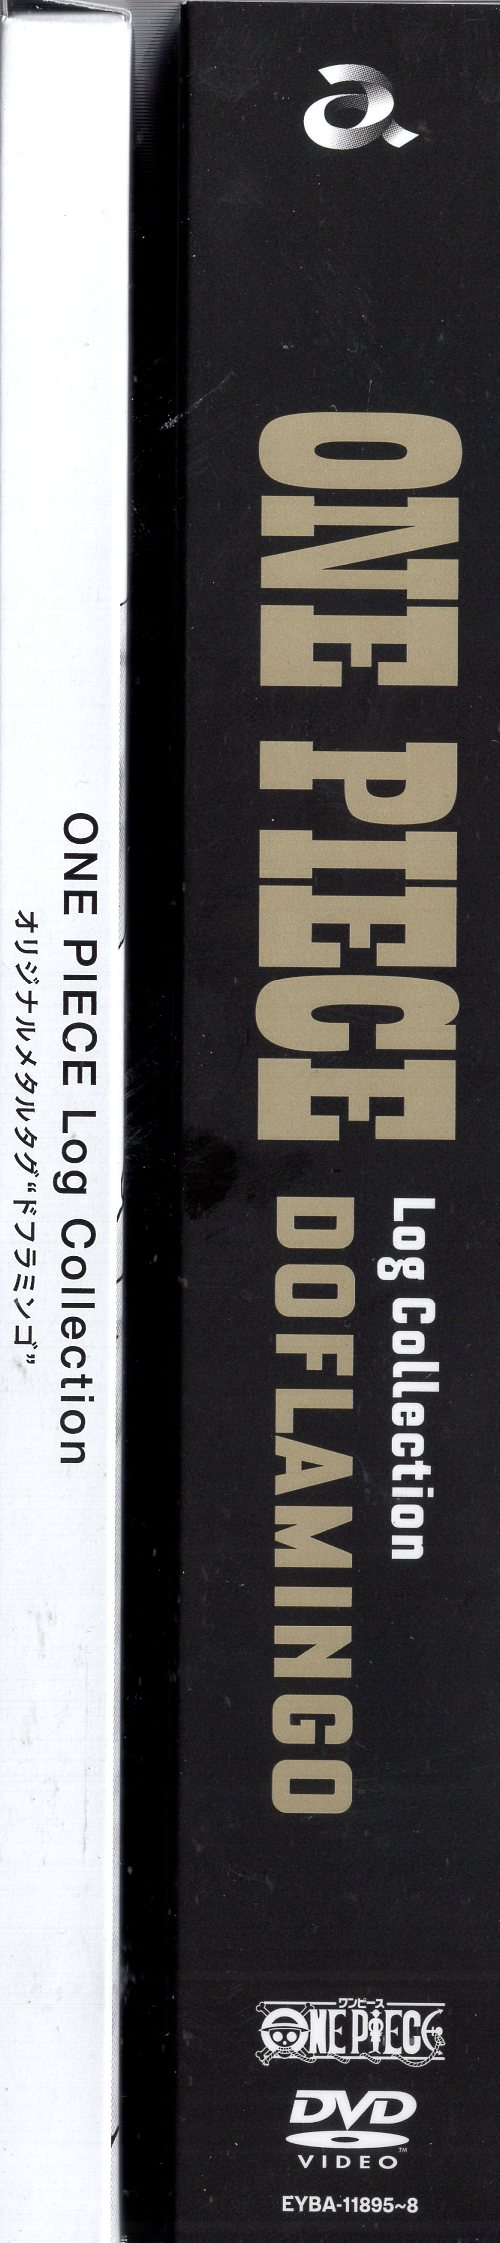 ONE PIECE Log Collection
オリジナルメタルタグ“ドフラミンゴ”
ONE PIECE
Log Collection
DOFLAMINGO
ワンピース
ONE PIECE
DVD
VIDEO
TM
EYBA-11895~8